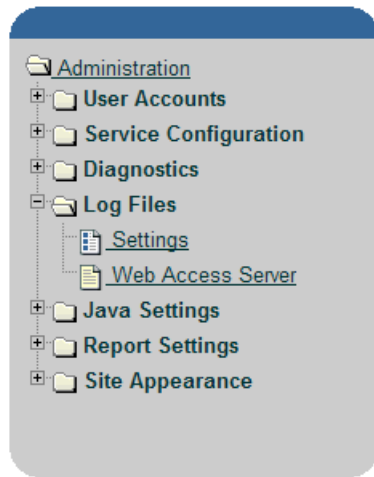 Administration
User Accounts
Service Configuration
Diagnostics
Log Files
Settings
Web Access Server
Java Settings
Report Settings
Site Appearance